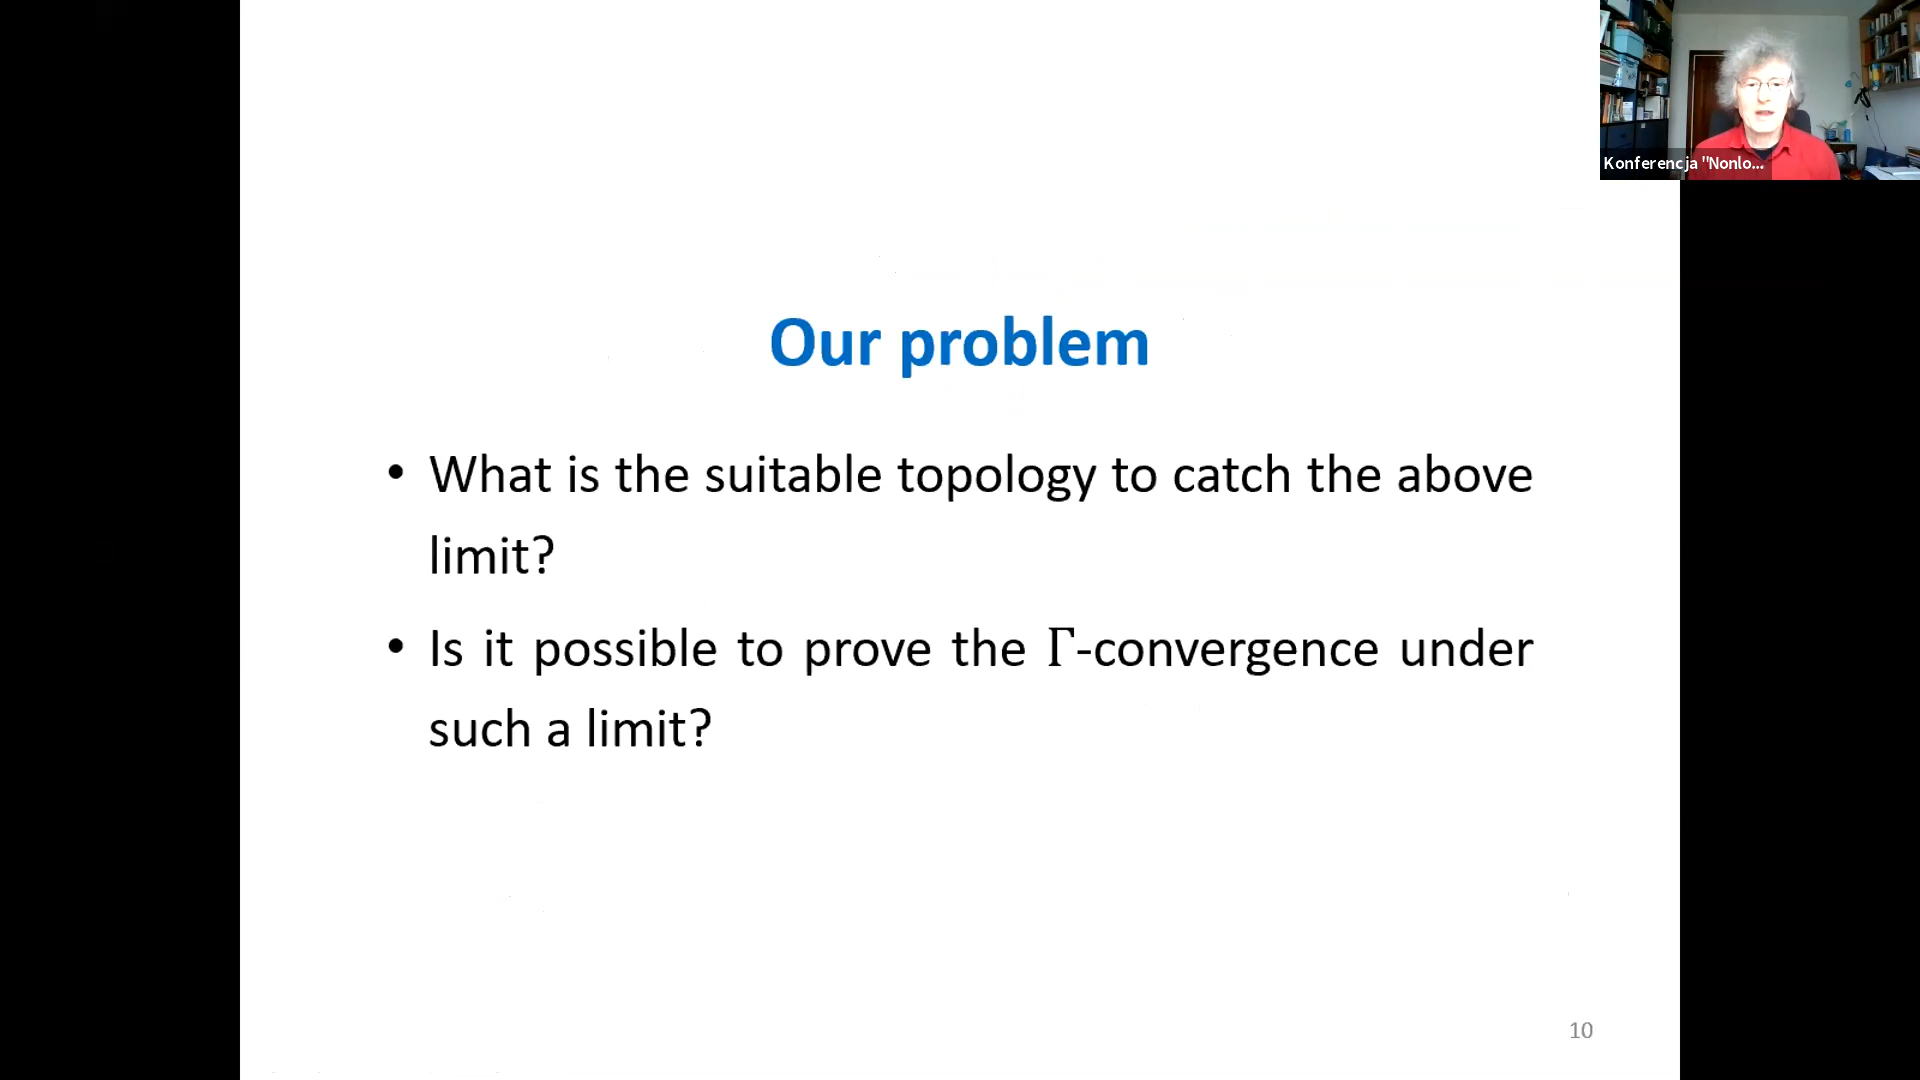 Konferencja "Nonlo...
Our problem
• What is the suitable topology to catch the above
limit?
• Is it possible to prove the Γ-convergence under
such a limit?
10